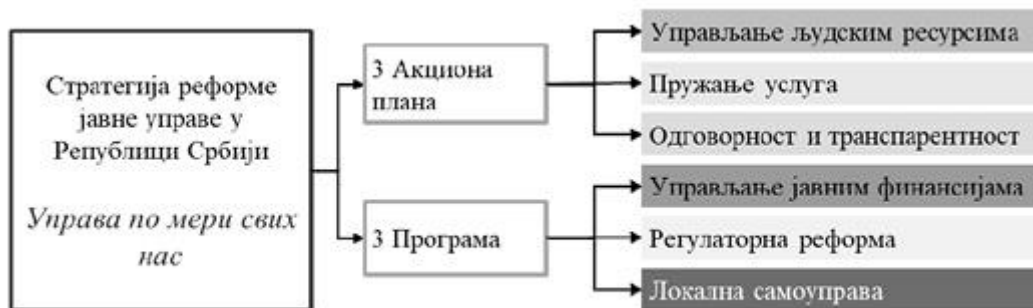 Стратегија реформе
јавне управе у
Републици Србији
Управа по мери свих
нас
3 Акциона
плана
3 Програма
Управљање људским ресурсима
Пружање услуга
Одговорност и транспарентност
Управљање јавним финансијама
Регулаторна реформа
Локална самоуправа